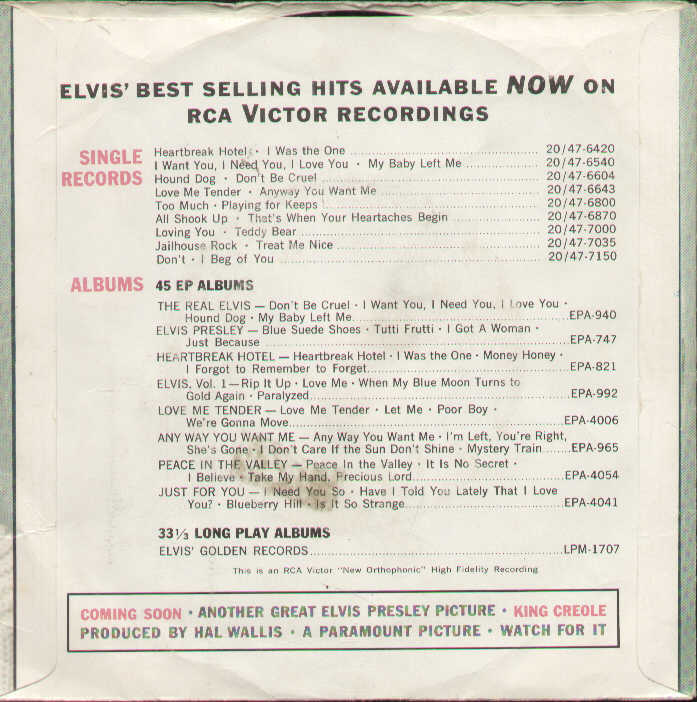 ELVIS' BEST SELLING HITS AVAILABLE NOW ON
RCA VICTOR RECORDINGS
SINGLE RECORDS
Heartbreak Hotel · I Was the One 20/47-6420
I Want You, I Need You, I Love You · My Baby Left Me 20/47-6540
Hound Dog · Don't Be Cruel 20/47-6604
Love Me Tender · Anyway You Want Me 20/47-6643
Too Much · Playing for Keeps 20/47-6800
All Shook Up · That's When Your Heartaches Begin 20/47-6870
Loving You · Teddy Bear 20/47-7000
Jailhouse Rock · Treat Me Nice 20/47-7035
Don't · I Beg of You 20/47-7150
ALBUMS 45 EP ALBUMS
THE REAL ELVIS — Don't Be Cruel · I Want You, I Need You, I Love You ·
Hound Dog · My Baby Left Me EPA-940
ELVIS PRESLEY — Blue Suede Shoes · Tutti Frutti · I Got A Woman ·
Just Because EPA-747
HEARTBREAK HOTEL — Heartbreak Hotel · I Was the One · Money Honey ·
I Forgot to Remember to Forget EPA-821
ELVIS, Vol. 1 — Rip It Up · Love Me · When My Blue Moon Turns to
Gold Again · Paralyzed EPA-992
LOVE ME TENDER — Love Me Tender · Let Me · Poor Boy ·
We're Gonna Move EPA-4006
ANY WAY YOU WANT ME — Any Way You Want Me · I'm Left, You're Right,
She's Gone · I Don't Care If the Sun Don't Shine · Mystery Train EPA-965
PEACE IN THE VALLEY — Peace In the Valley · It Is No Secret ·
I Believe · Take My Hand, Precious Lord EPA-4054
JUST FOR YOU — I Need You So · Have I Told You Lately That I Love
You? · Blueberry Hill · Is It So Strange EPA-4041
33⅓ LONG PLAY ALBUMS
ELVIS' GOLDEN RECORDS LPM-1707
This is an RCA Victor "New Orthophonic" High Fidelity Recording
COMING SOON · ANOTHER GREAT ELVIS PRESLEY PICTURE · KING CREOLE
PRODUCED BY HAL WALLIS · A PARAMOUNT PICTURE · WATCH FOR IT